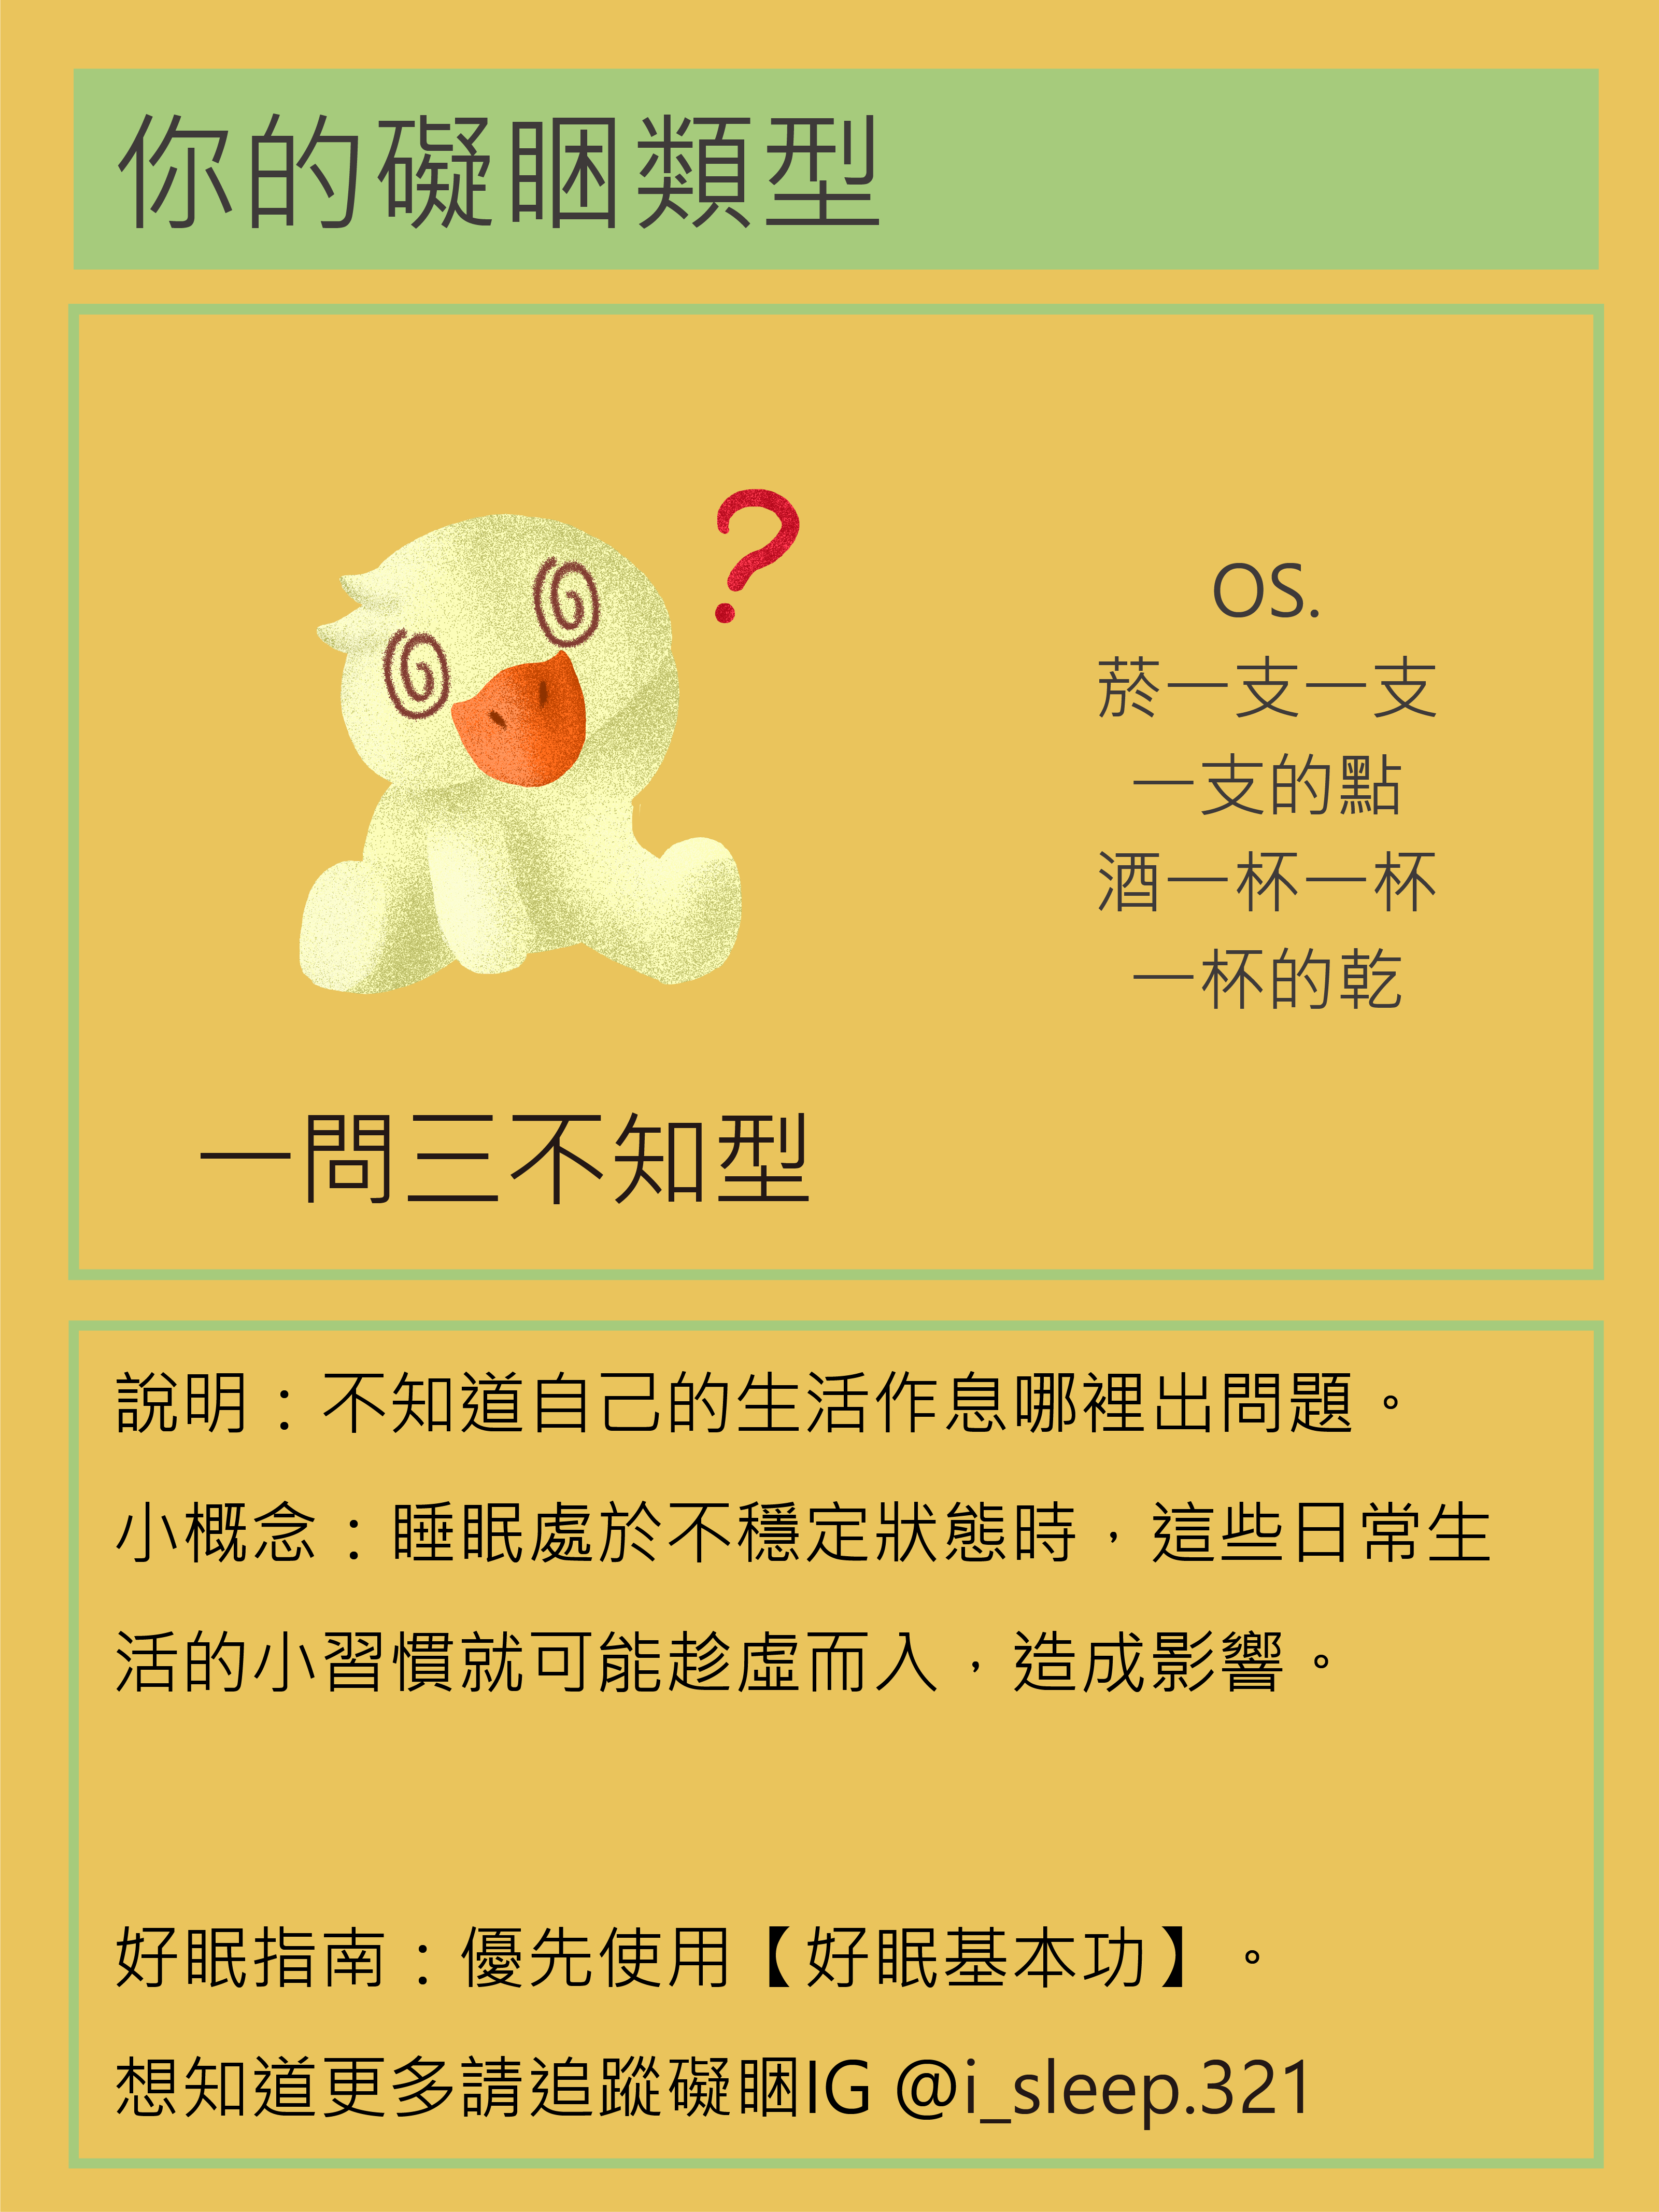 你的礙睏類型
?
OS.
菸一支一支
一支的點
酒一杯一杯
一杯的乾
一問三不知型
說明：不知道自己的生活作息哪裡出問題。
小概念：睡眠處於不穩定狀態時，這些日常生
活的小習慣就可能趁虛而入，造成影響。
好眠指南：優先使用【好眠基本功】。
想知道更多請追蹤礙睏IG @i_sleep.321